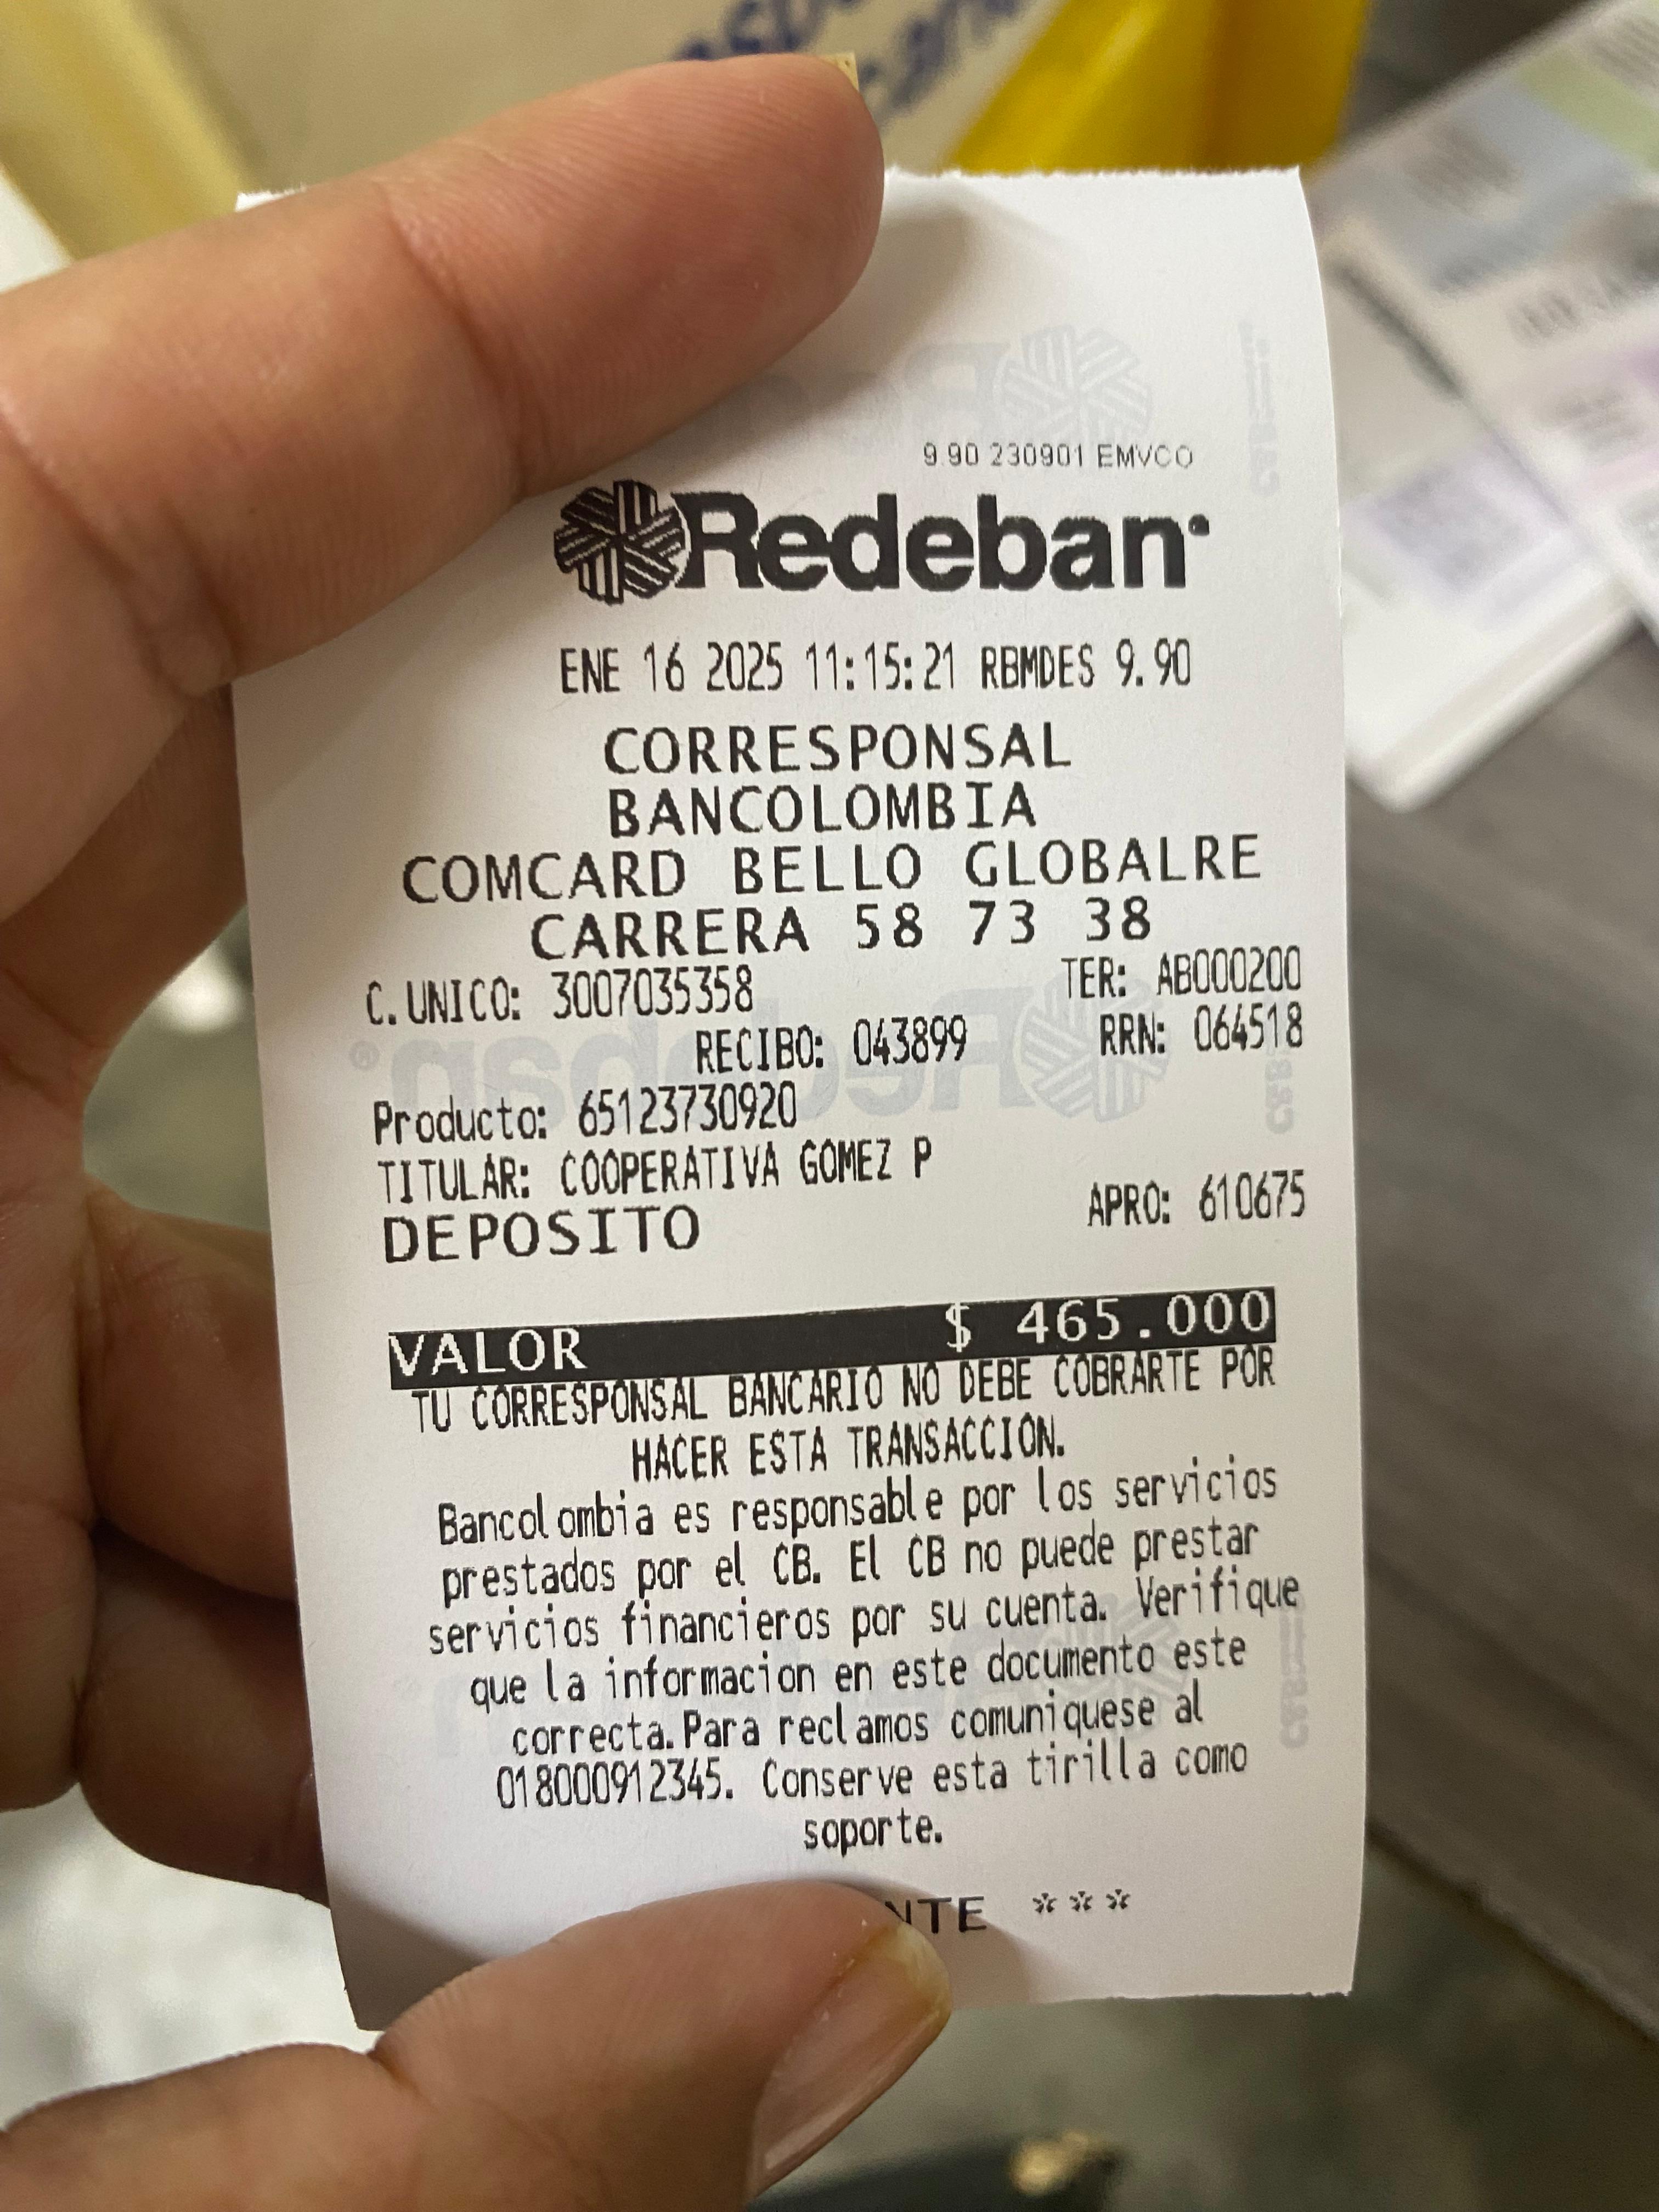 9.90 230901 EMVCO
Redeban
ENE 16 2025 11:15:21 RBMDES 9.90
CORRESPONSAL
BANCOLOMBIA
COMCARD BELLO GLOBALRE
CARRERA 58 73 38
C.UNICO: 3007035358 TER: AB000200
RECIBO: 043899 RRN: 064518
Producto: 65123730920
TITULAR: COOPERATIVA GOMEZ P
DEPOSITO APRO: 610675
VALOR $ 465.000
TU CORRESPONSAL BANCARIO NO DEBE COBRARTE POR
HACER ESTA TRANSACCION.
Bancolombia es responsable por los servicios
prestados por el CB. El CB no puede prestar
servicios financieros por su cuenta. Verifique
que la informacion en este documento este
correcta.Para reclamos comuniquese al
018000912345. Conserve esta tirilla como
soporte.
***